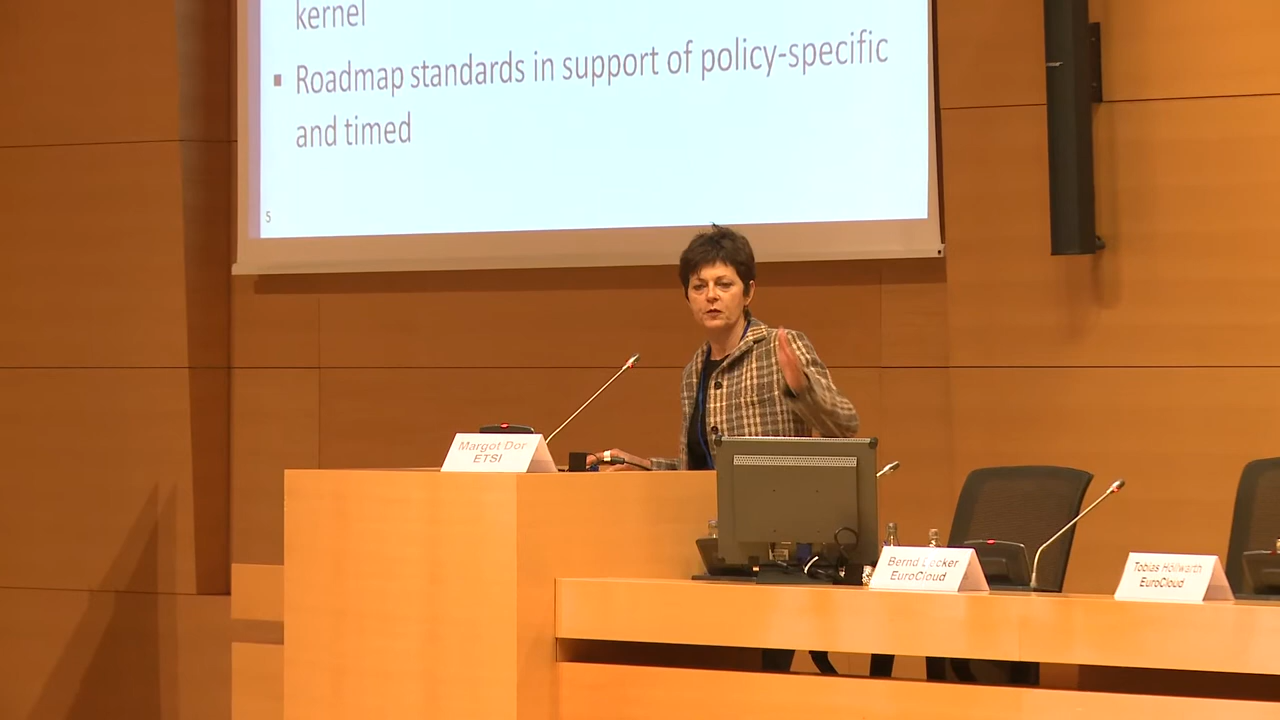 kernel
▪ Roadmap standards in support of policy-specific
and timed
5
Margot Dor
ETSI
Bernd Becker
EuroCloud
Tobias Höllwarth
EuroCloud